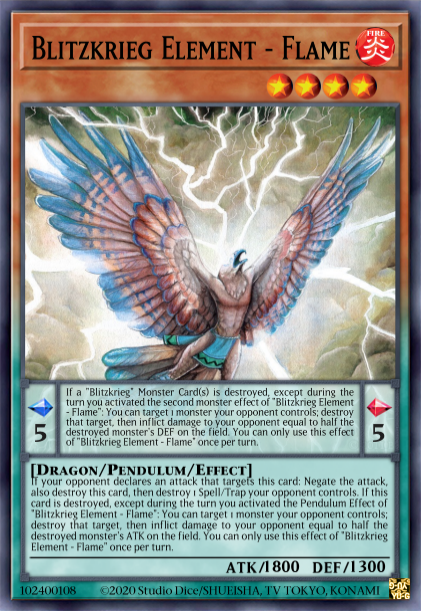 Blitzkrieg Element - Flame
FIRE
炎
If a "Blitzkrieg" Monster Card(s) is destroyed, except during the
turn you activated the second monster effect of "Blitzkrieg Element
- Flame": You can target 1 monster your opponent controls; destroy
that target, then inflict damage to your opponent equal to half the
destroyed monster's DEF on the field. You can only use this effect
of "Blitzkrieg Element - Flame" once per turn.
5
5
[Dragon/Pendulum/Effect]
If your opponent declares an attack that targets this card: Negate the attack,
also destroy this card, then destroy 1 Spell/Trap your opponent controls. If this
card is destroyed, except during the turn you activated the Pendulum Effect of
"Blitzkrieg Element - Flame": You can target 1 monster your opponent controls;
destroy that target, then inflict damage to your opponent equal to half the
destroyed monster's ATK on the field. You can only use this effect of "Blitzkrieg
Element - Flame" once per turn.
ATK/1800 DEF/1300
102400108 ©2020 Studio Dice/SHUEISHA, TV TOKYO, KONAMI